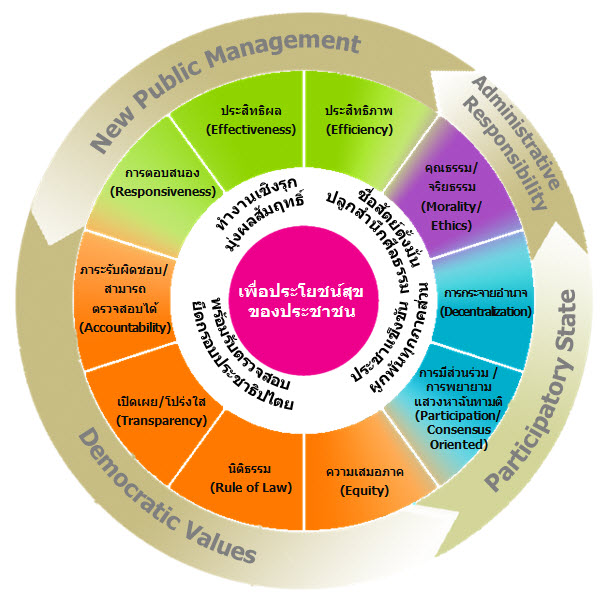 New Public Management
Administrative
Responsibility
Participatory State
Democratic Values
ประสิทธิผล
(Effectiveness)
ประสิทธิภาพ
(Efficiency)
คุณธรรม/
จริยธรรม
(Morality/
Ethics)
การกระจายอำนาจ
(Decentralization)
การมีส่วนร่วม /
การพยายาม
แสวงหาฉันทามติ
(Participation/
Consensus
Oriented)
ความเสมอภาค
(Equity)
นิติธรรม
(Rule of Law)
เปิดเผย/โปร่งใส
(Transparency)
ภาระรับผิดชอบ/
สามารถ
ตรวจสอบได้
(Accountability)
การตอบสนอง
(Responsiveness)
ทำงานเชิงรุก
มุ่งผลสัมฤทธิ์
ซื่อสัตย์ตั้งมั่น
ปลูกสำนึกศีลธรรม
ประชาแข็งขัน
ผูกพันทุกภาคส่วน
พร้อมรับตรวจสอบ
ยึดกรอบประชาธิปไตย
เพื่อประโยชน์สุข
ของประชาชน